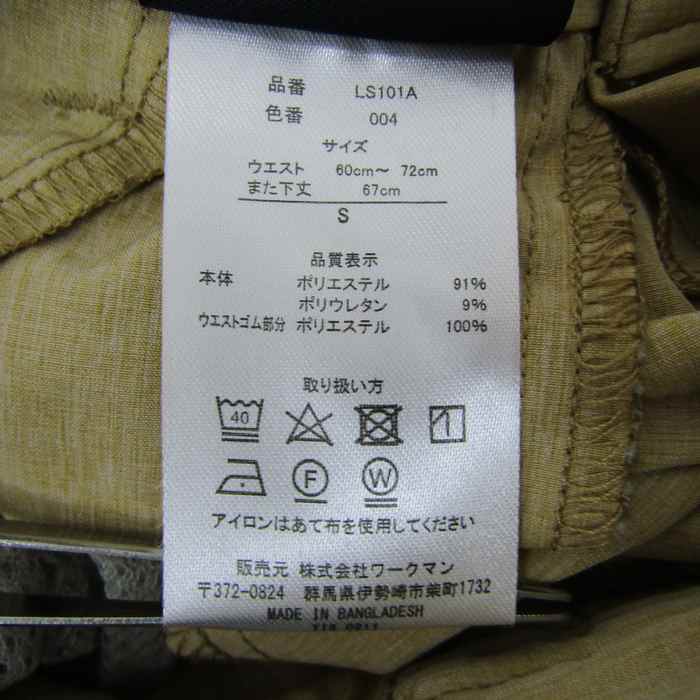 品番 LS101A
色番 004
サイズ
ウエスト 60cm～ 72cm
また下丈 67cm
S
品質表示
本体 ポリエステル 91%
ポリウレタン 9%
ウエストゴム部分 ポリエステル 100%
取り扱い方
40
F W
アイロンはあて布を使用してください
販売元 株式会社ワークマン
〒372-0824 群馬県伊勢崎市柴町1732
MADE IN BANGLADESH